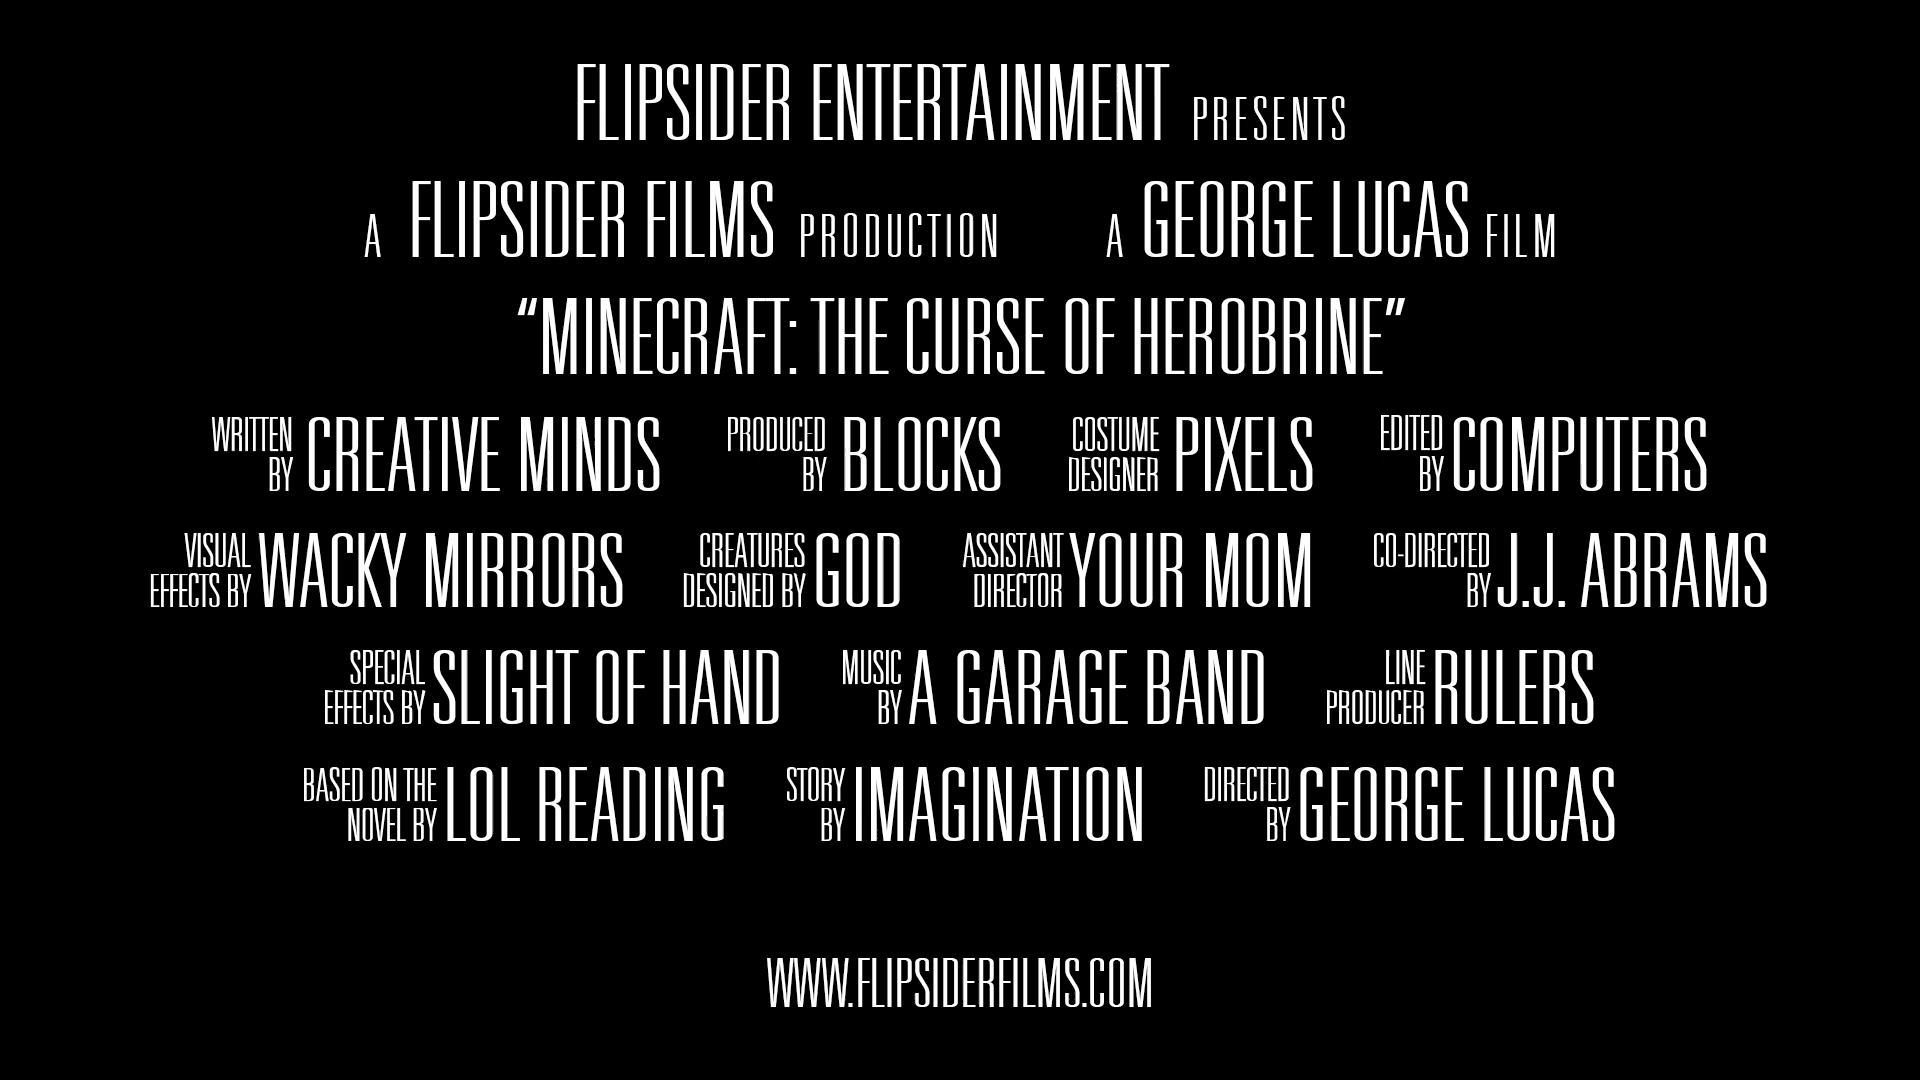 FLIPSIDER ENTERTAINMENT PRESENTS
A FLIPSIDER FILMS PRODUCTION A GEORGE LUCAS FILM
“MINECRAFT: THE CURSE OF HEROBRINE”
WRITTEN BY CREATIVE MINDS PRODUCED BY BLOCKS COSTUME DESIGNER PIXELS EDITED BY COMPUTERS
VISUAL EFFECTS BY WACKY MIRRORS CREATURES DESIGNED BY GOD ASSISTANT DIRECTOR YOUR MOM CO-DIRECTED BY J.J. ABRAMS
SPECIAL EFFECTS BY SLIGHT OF HAND MUSIC BY A GARAGE BAND LINE PRODUCER RULERS
BASED ON THE NOVEL BY LOL READING STORY BY IMAGINATION DIRECTED BY GEORGE LUCAS
WWW.FLIPSIDERFILMS.COM